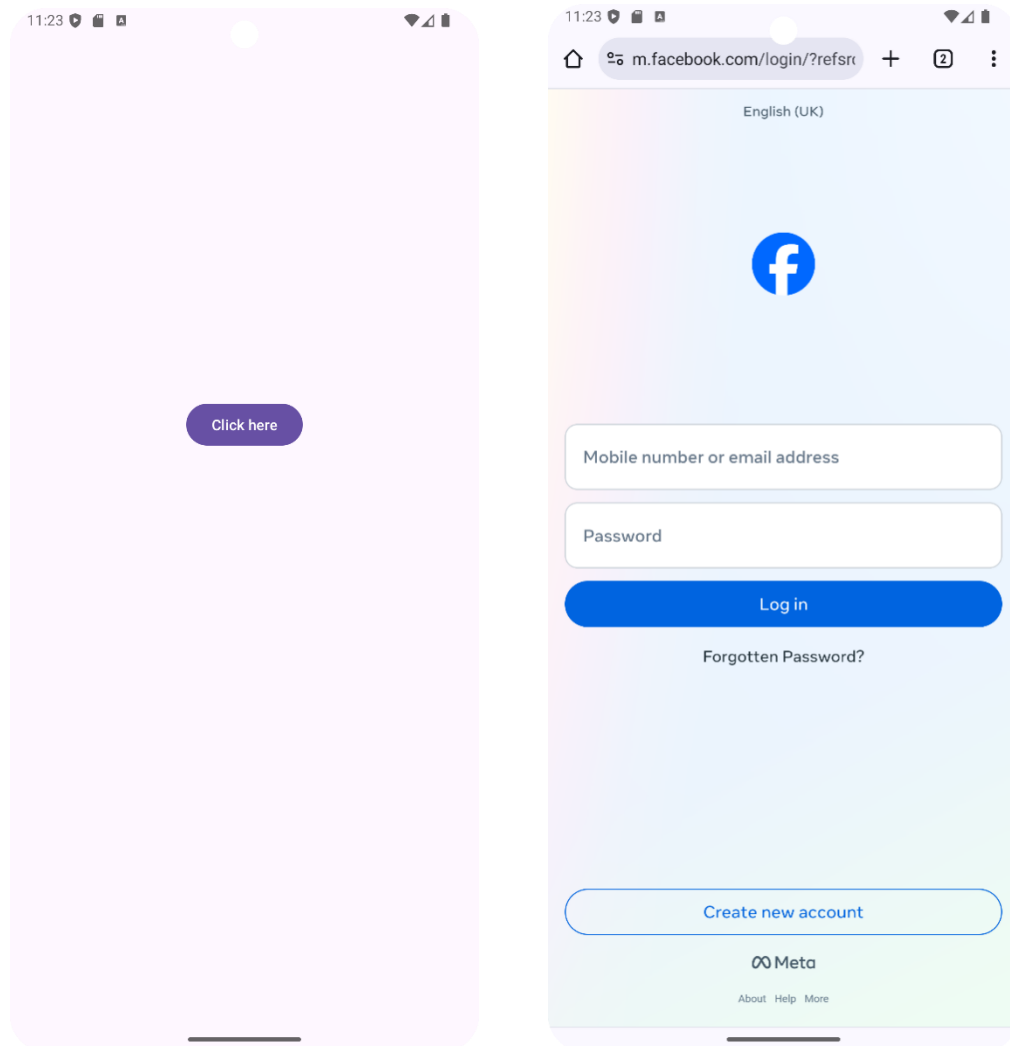 11:23
Click here
11:23
m.facebook.com/login/?refsrc
2
English (UK)
Mobile number or email address
Password
Log in
Forgotten Password?
Create new account
Meta
About Help More